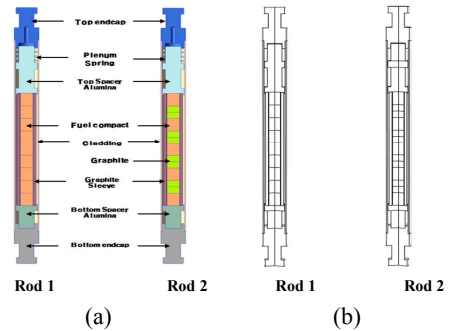 Top endcap
Plenum
Spring
Top Spacer
Alumina
Fuel compact
Cladding
Graphite
Graphite
Sleeve
Bottom Spacer
Alumina
Bottom endcap
Rod 1 Rod 2 Rod 1 Rod 2
(a) (b)